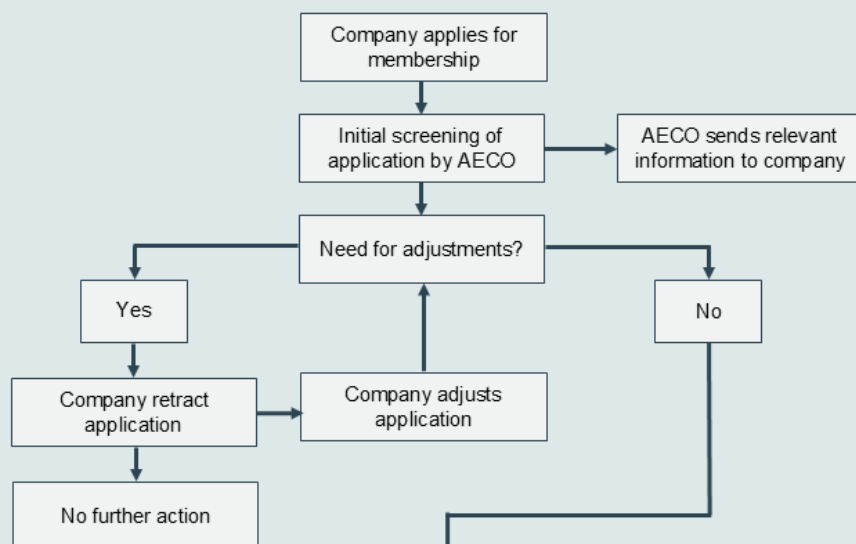 Company applies for
membership
Initial screening of
application by AECO
AECO sends relevant
information to company
Need for adjustments?
Yes
No
Company retract
application
Company adjusts
application
No further action